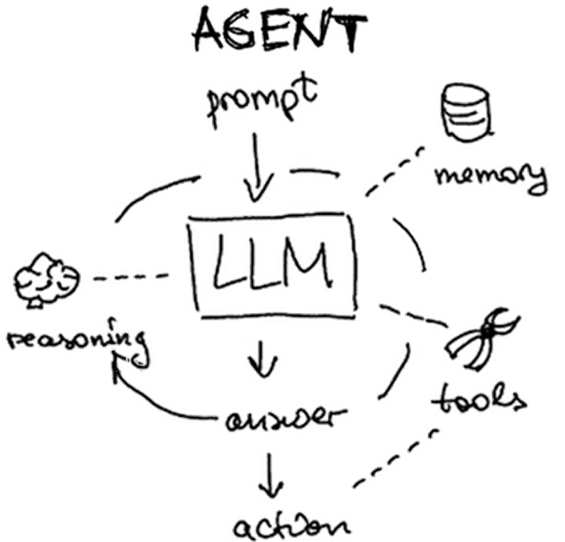 AGENT
prompt
memory
LLM
reasoning
tools
answer
action